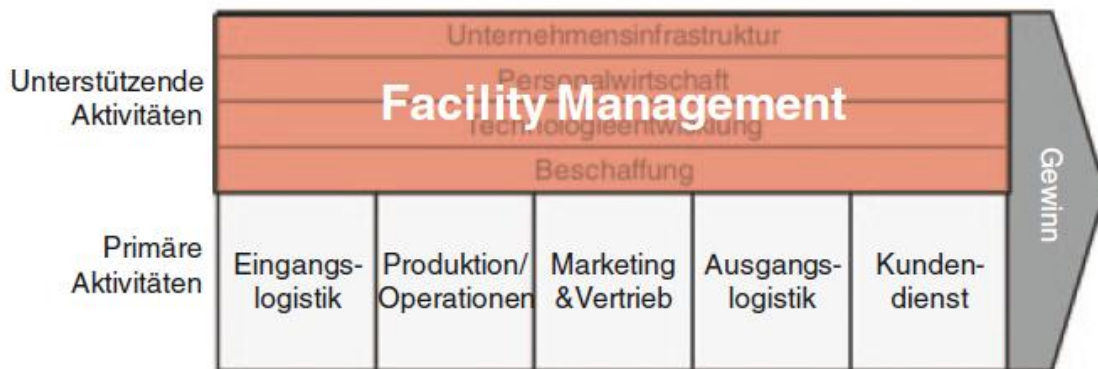 Unterstützende
Aktivitäten
Unternehmensinfrastruktur
Personalwirtschaft
Facility Management
Technologieentwicklung
Beschaffung
Gewinn
Primäre
Aktivitäten
Eingangs-
logistik
Produktion/
Operationen
Marketing
&Vertrieb
Ausgangs-
logistik
Kunden-
dienst